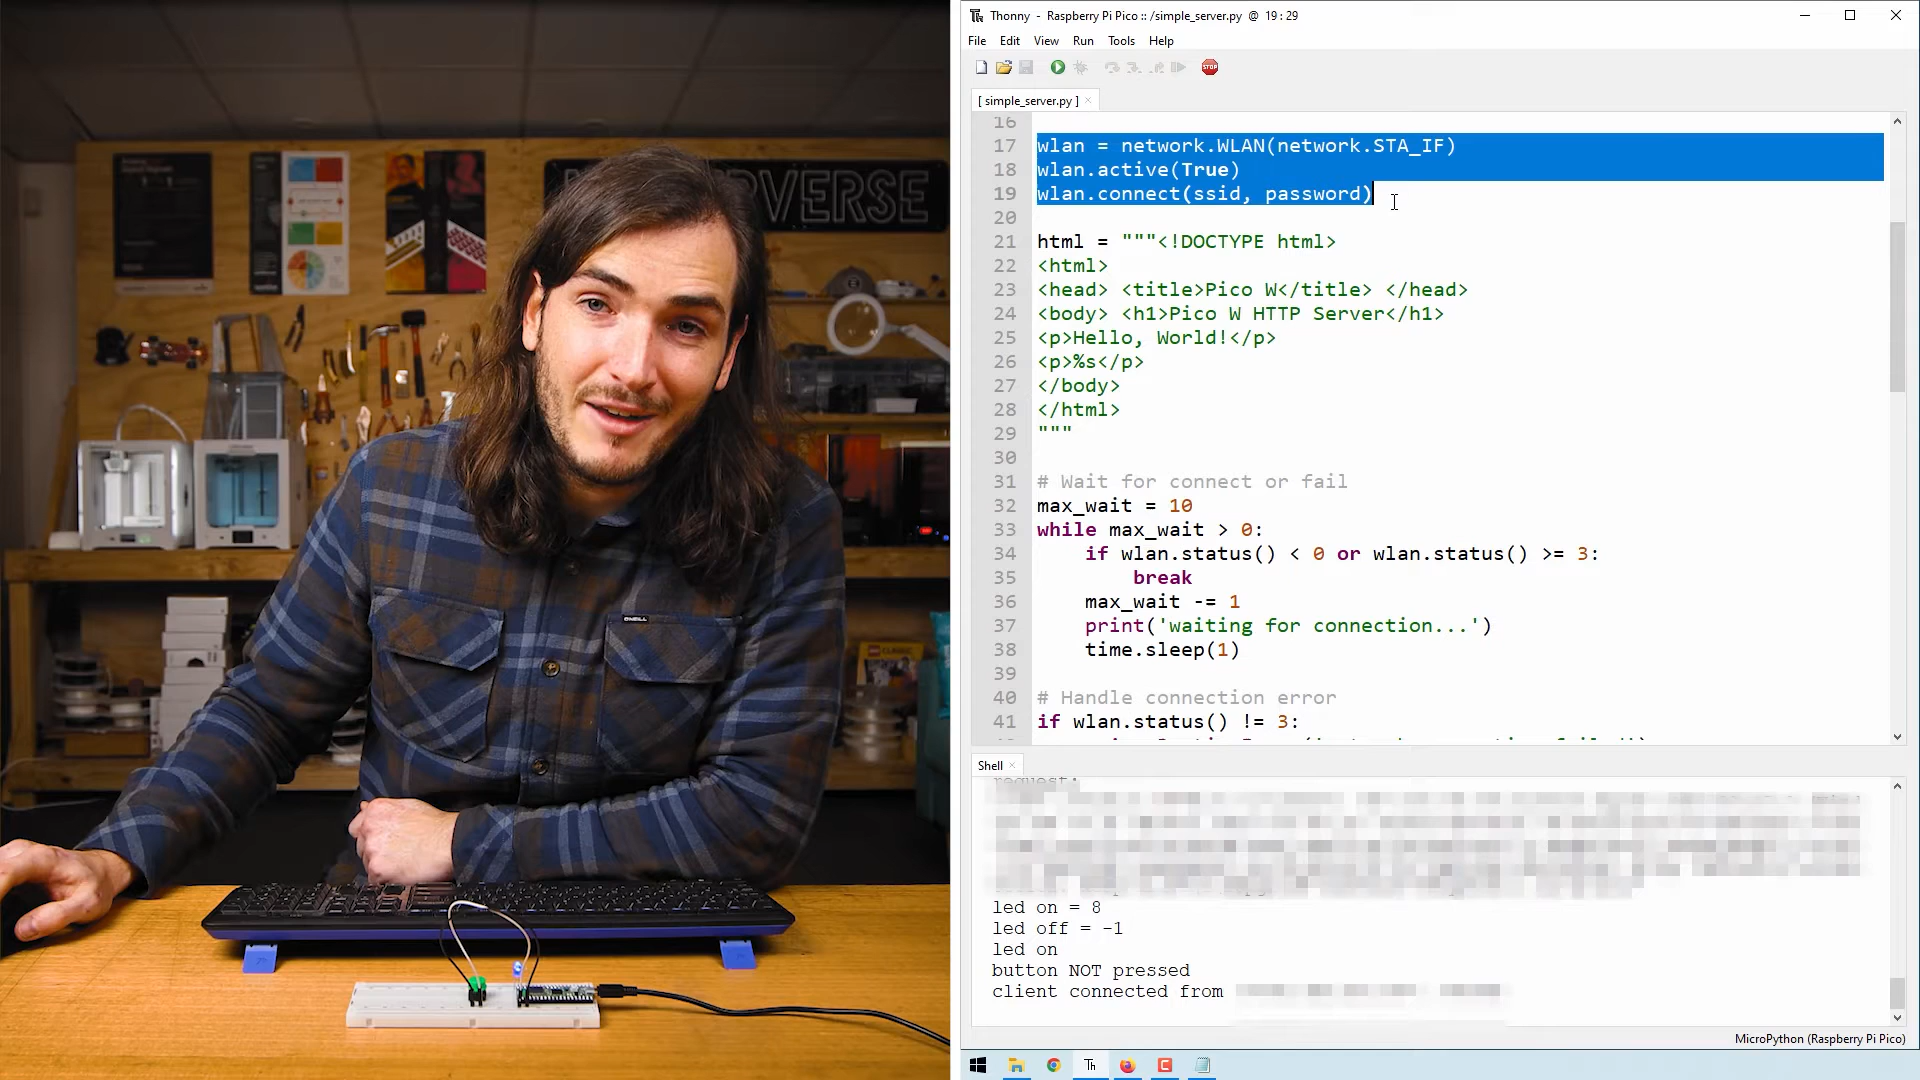 VERSE
O'NEILL
CLASSIC
Thonny - Raspberry Pi Pico :: /simple_server.py @ 19 : 29
File Edit View Run Tools Help
STOP
[ simple_server.py ] ×
16
17 wlan = network.WLAN(network.STA_IF)
18 wlan.active(True)
19 wlan.connect(ssid, password)
20
21 html = """<!DOCTYPE html>
22 <html>
23 <head> <title>Pico W</title> </head>
24 <body> <h1>Pico W HTTP Server</h1>
25 <p>Hello, World!</p>
26 <p>%s</p>
27 </body>
28 </html>
29 """
30
31 # Wait for connect or fail
32 max_wait = 10
33 while max_wait > 0:
34 if wlan.status() < 0 or wlan.status() >= 3:
35 break
36 max_wait -= 1
37 print('waiting for connection...')
38 time.sleep(1)
39
40 # Handle connection error
41 if wlan.status() != 3:
Shell ×
request:
led on = 8
led off = -1
led on
button NOT pressed
client connected from
MicroPython (Raspberry Pi Pico)
Th